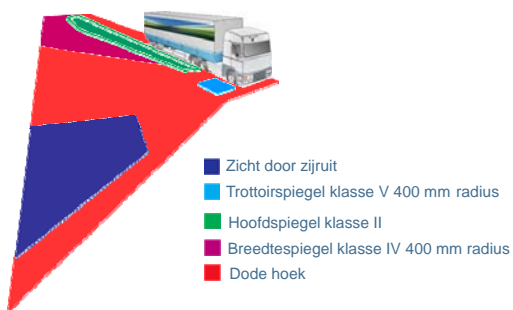 Zicht door zijruit
Trottoirspiegel klasse V 400 mm radius
Hoofdspiegel klasse II
Breedtespiegel klasse IV 400 mm radius
Dode hoek